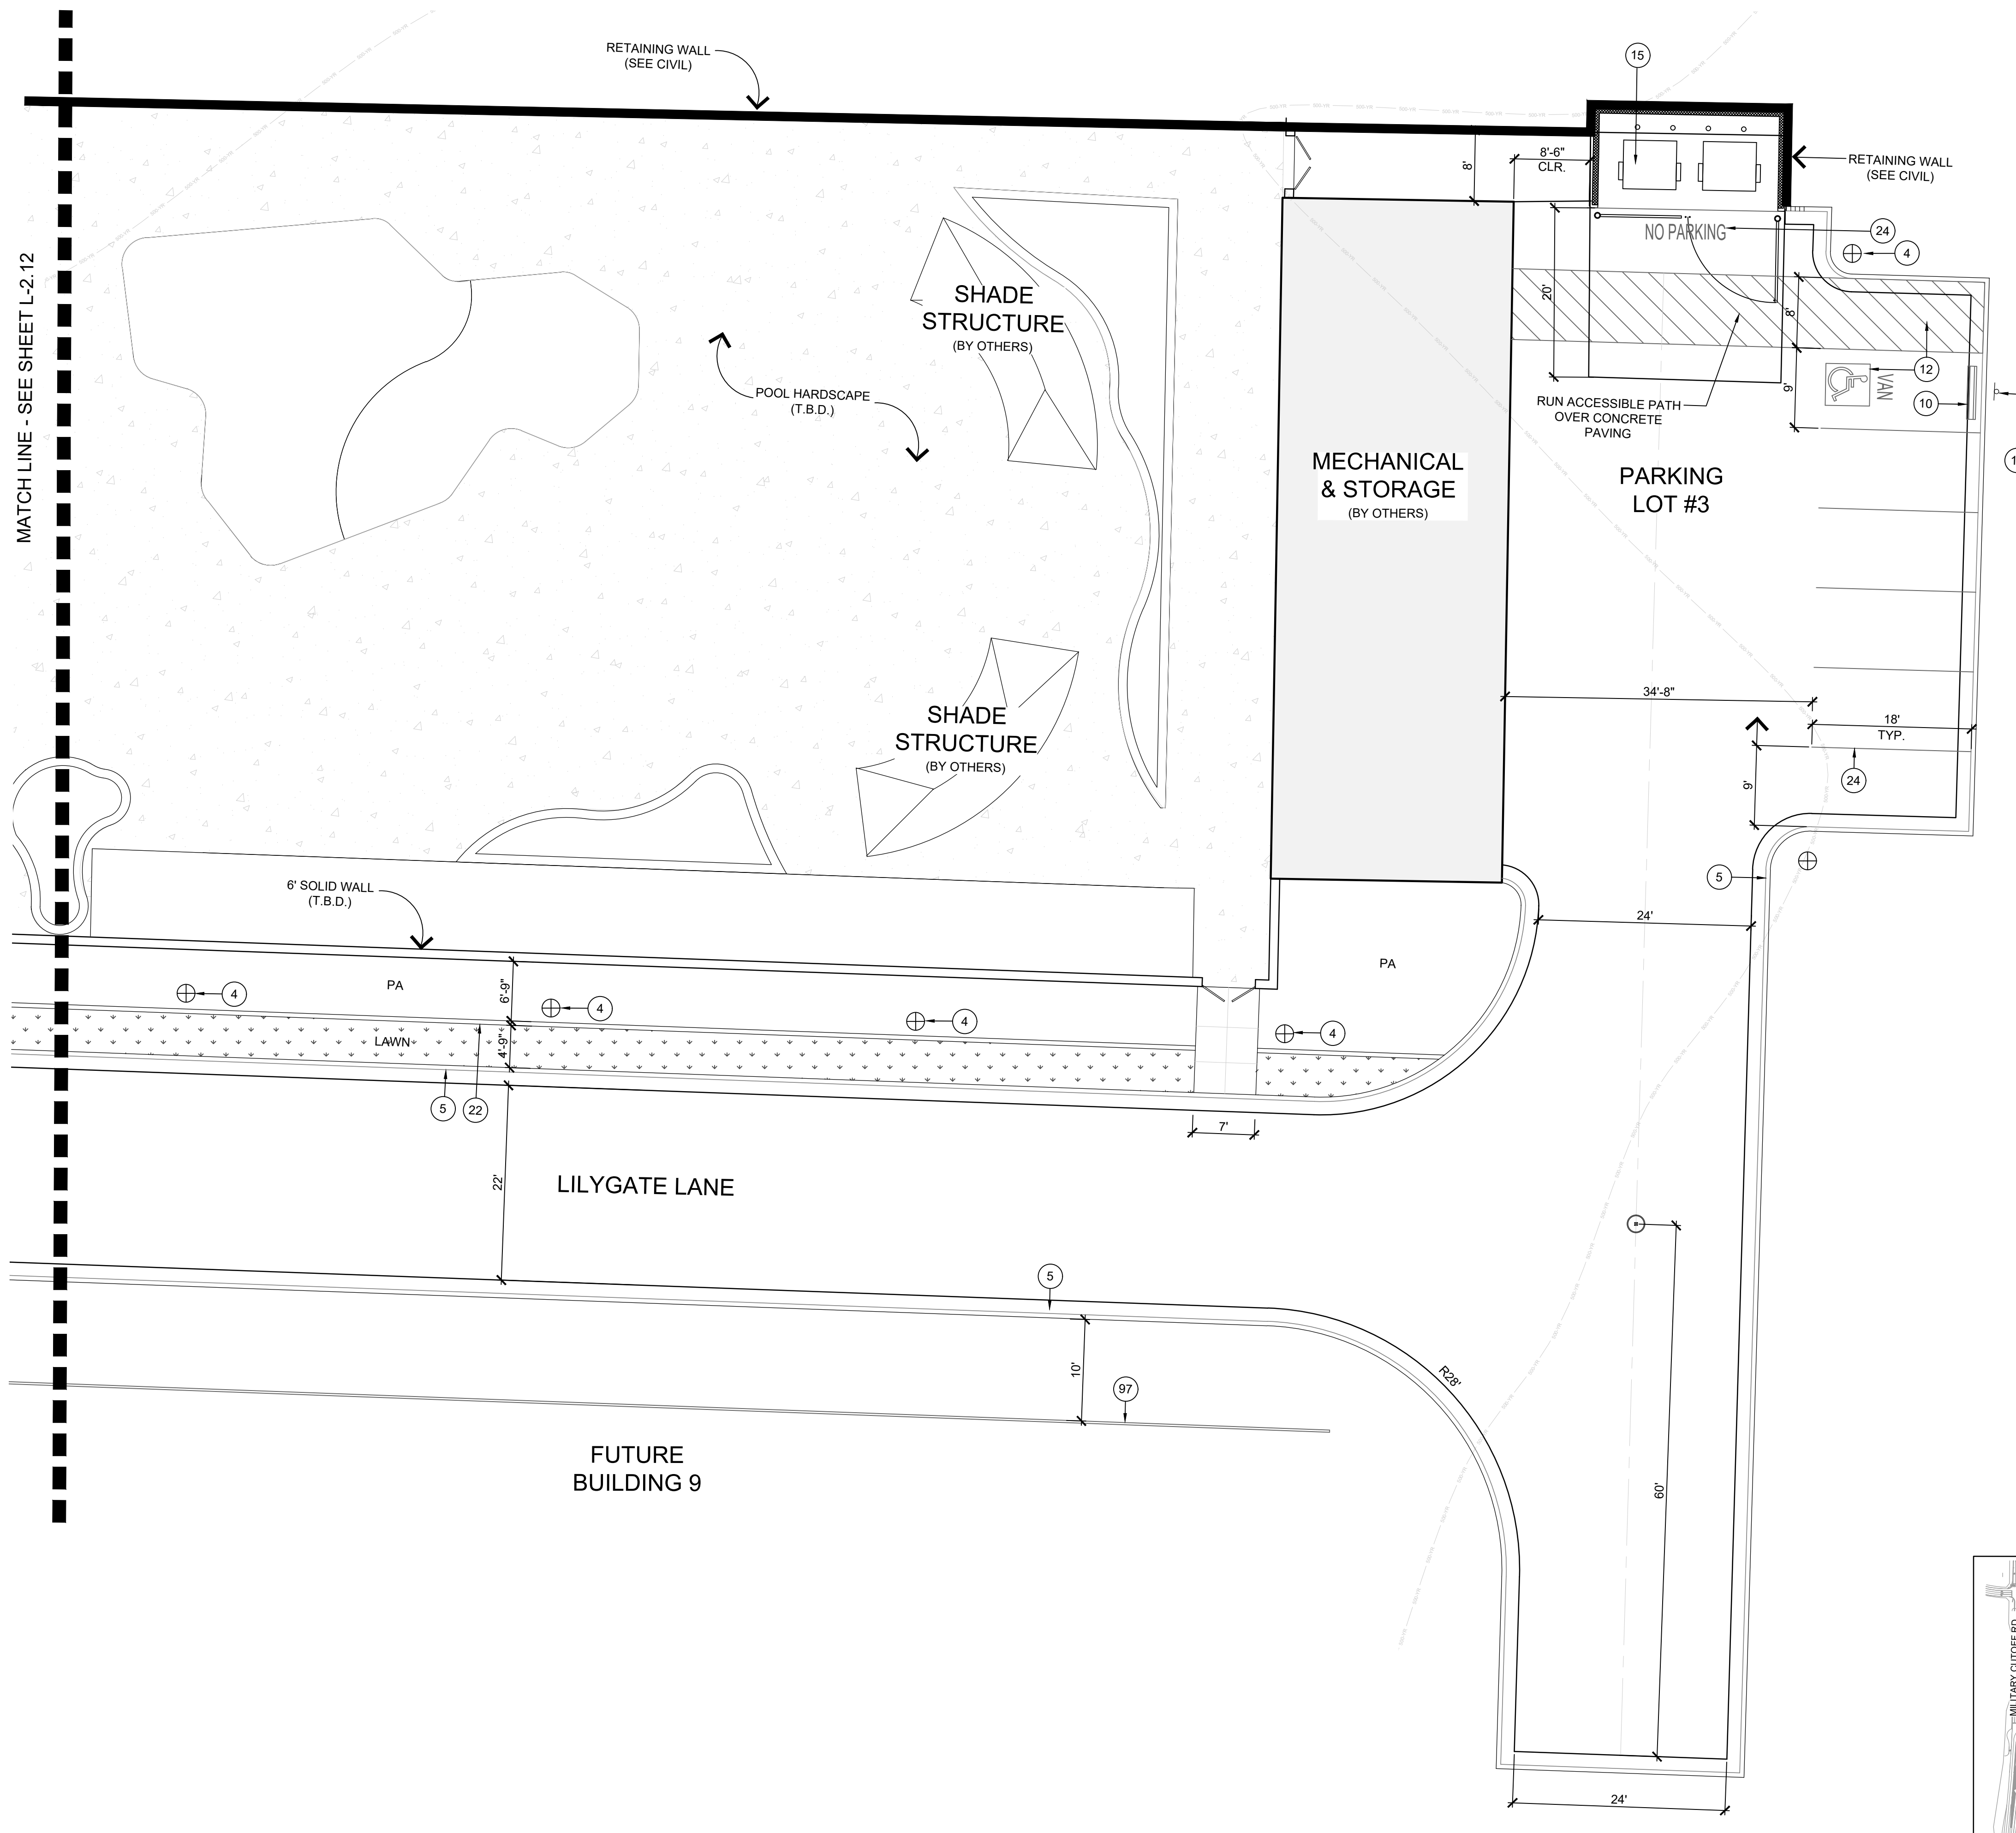 RETAINING WALL
(SEE CIVIL)
15
MATCH LINE - SEE SHEET L-2.12
8'
8'-6"
CLR.
RETAINING WALL
(SEE CIVIL)
NO PARKING
24
4
SHADE
STRUCTURE
(BY OTHERS)
20'
8'
12
VAN
9'
10
POOL HARDSCAPE
(T.B.D.)
RUN ACCESSIBLE PATH
OVER CONCRETE
PAVING
MECHANICAL
& STORAGE
(BY OTHERS)
PARKING
LOT #3
34'-8"
18'
TYP.
SHADE
STRUCTURE
(BY OTHERS)
24
9'
5
6' SOLID WALL
(T.B.D.)
24'
PA
PA
6'-9"
4
4
4
4
LAWN
4'-9"
5
22
7'
22'
LILYGATE LANE
5
10'
97
R28'
FUTURE
BUILDING 9
60'
24'
MILITARY CUTOFF RD